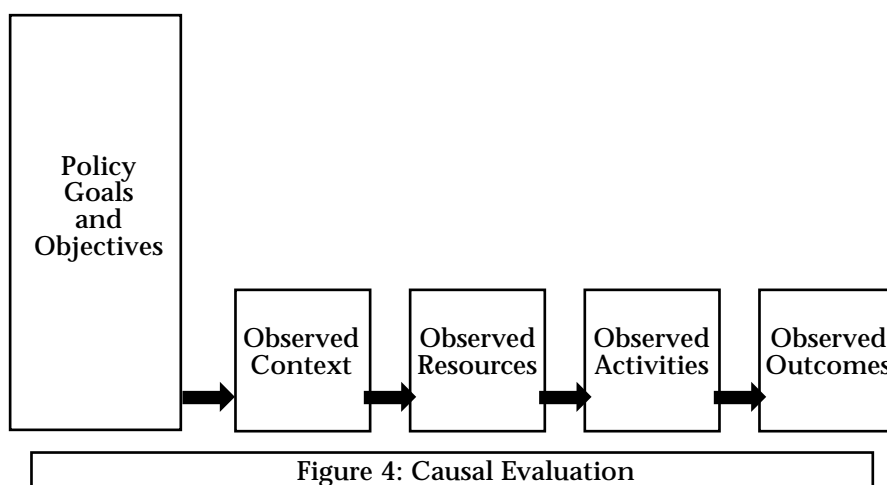 Policy
Goals
and
Objectives
Observed
Context
Observed
Resources
Observed
Activities
Observed
Outcomes
Figure 4: Causal Evaluation